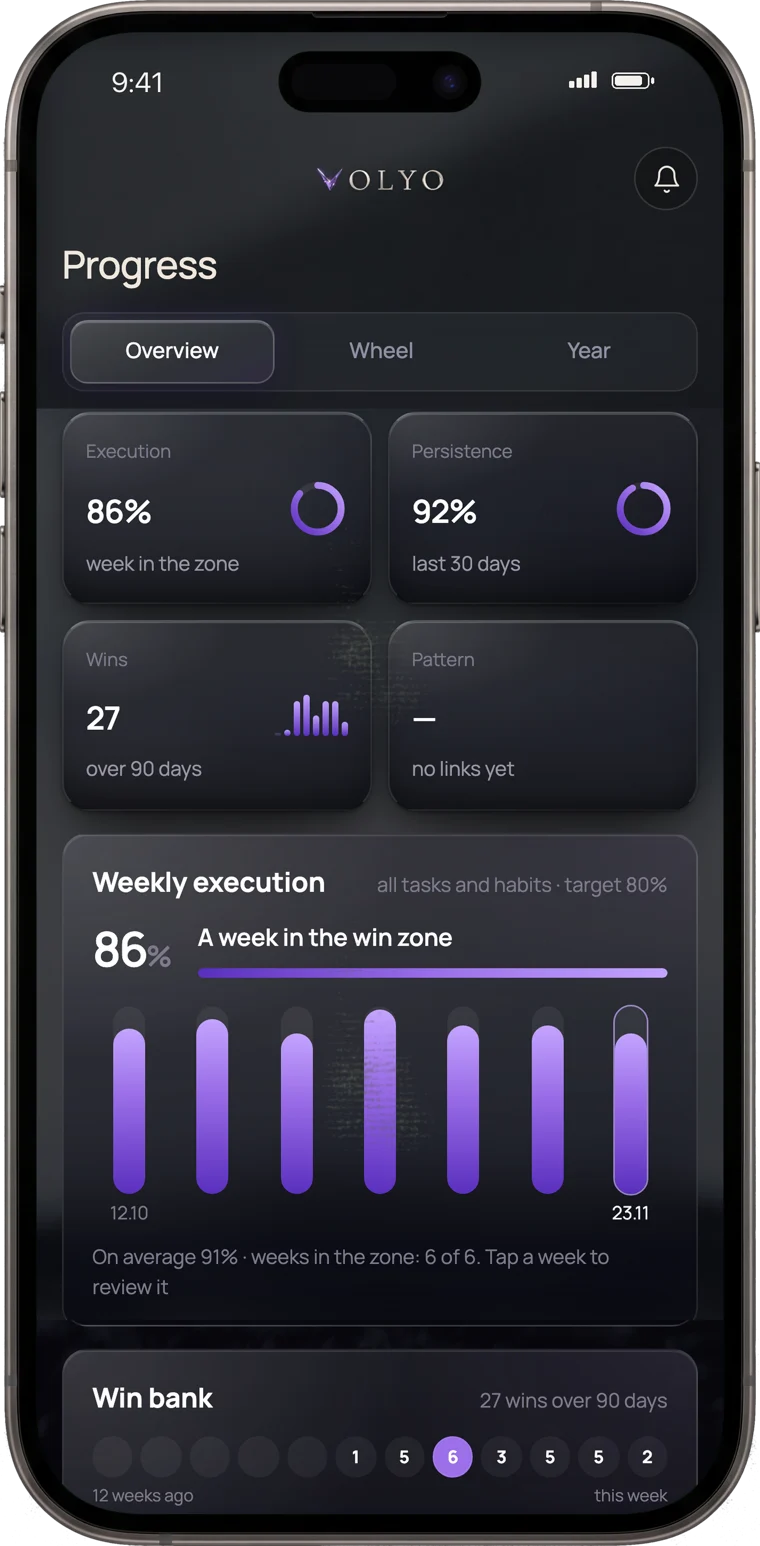 9:41
VOLYO
Progress
Overview Wheel Year
Execution
86%
week in the zone
Persistence
92%
last 30 days
Wins
27
over 90 days
Pattern
—
no links yet
Weekly execution all tasks and habits · target 80%
86% A week in the win zone
12.10 23.11
On average 91% · weeks in the zone: 6 of 6. Tap a week to
review it
Win bank 27 wins over 90 days
1 5 6 3 5 5 2
12 weeks ago this week